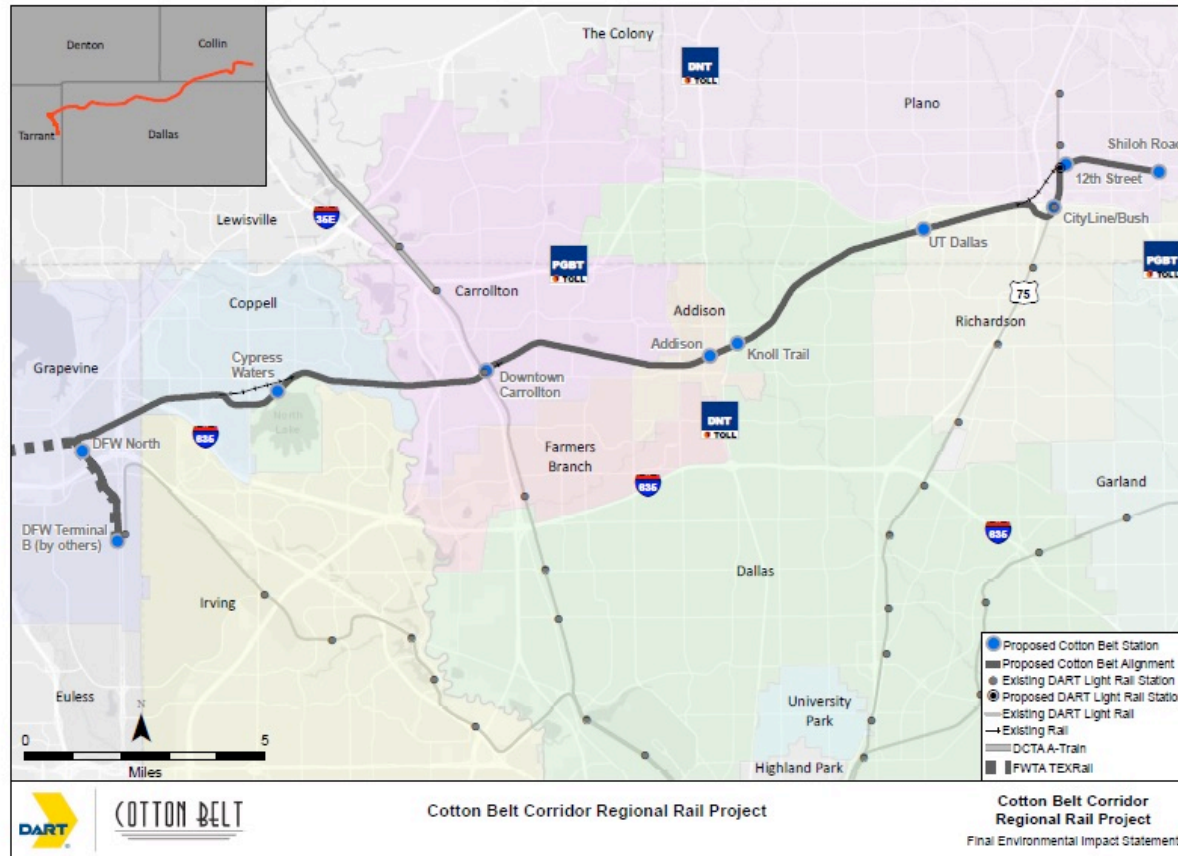 Denton
Collin
Tarrant
Dallas
The Colony
DNT
TOLL
Plano
Shiloh Road
12th Street
CityLine/Bush
UT Dallas
PGBT
TOLL
Lewisville
35E
PGBT
TOLL
75
Richardson
Coppell
Carrollton
Addison
Addison
Knoll Trail
Grapevine
Cypress
Waters
North
Lake
Downtown
Carrollton
DNT
TOLL
DFW North
635
Farmers
Branch
635
Garland
DFW Terminal
B (by others)
635
Dallas
Irving
Euless
University
Park
Highland Park
N
0
5
Miles
Proposed Cotton Belt Station
Proposed Cotton Belt Alignment
Existing DART Light Rail Station
Proposed DART Light Rail Statio
Existing DART Light Rail
Existing Rail
DCTA A-Train
FWTA TEXRail
DART
COTTON BELT
Cotton Belt Corridor Regional Rail Project
Cotton Belt Corridor
Regional Rail Project
Final Environmental Impact Statement